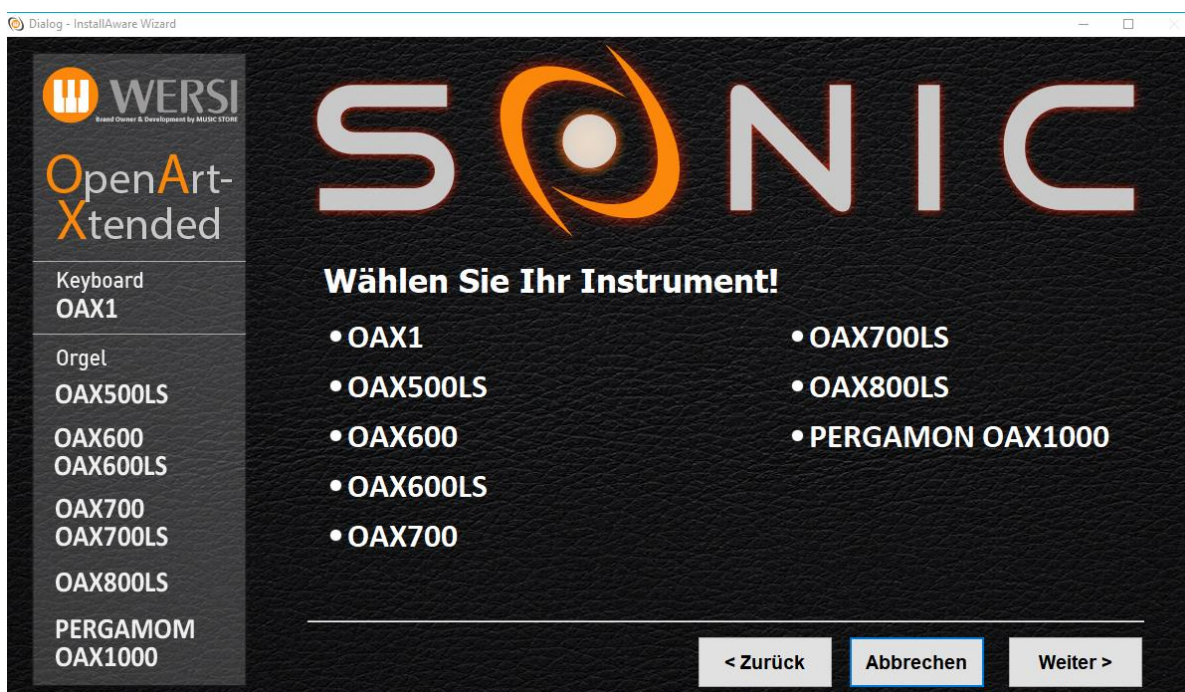 Dialog - InstallAware Wizard
WERSI
Brand Owner & Development by MUSIC STORE
OpenArt-
Xtended
Keyboard
OAX1
Orgel
OAX500LS
OAX600
OAX600LS
OAX700
OAX700LS
OAX800LS
PERGAMOM
OAX1000
SONIC
Wählen Sie Ihr Instrument!
•OAX1
•OAX500LS
•OAX600
•OAX600LS
•OAX700
•OAX700LS
•OAX800LS
•PERGAMON OAX1000
< Zurück
Abbrechen
Weiter >